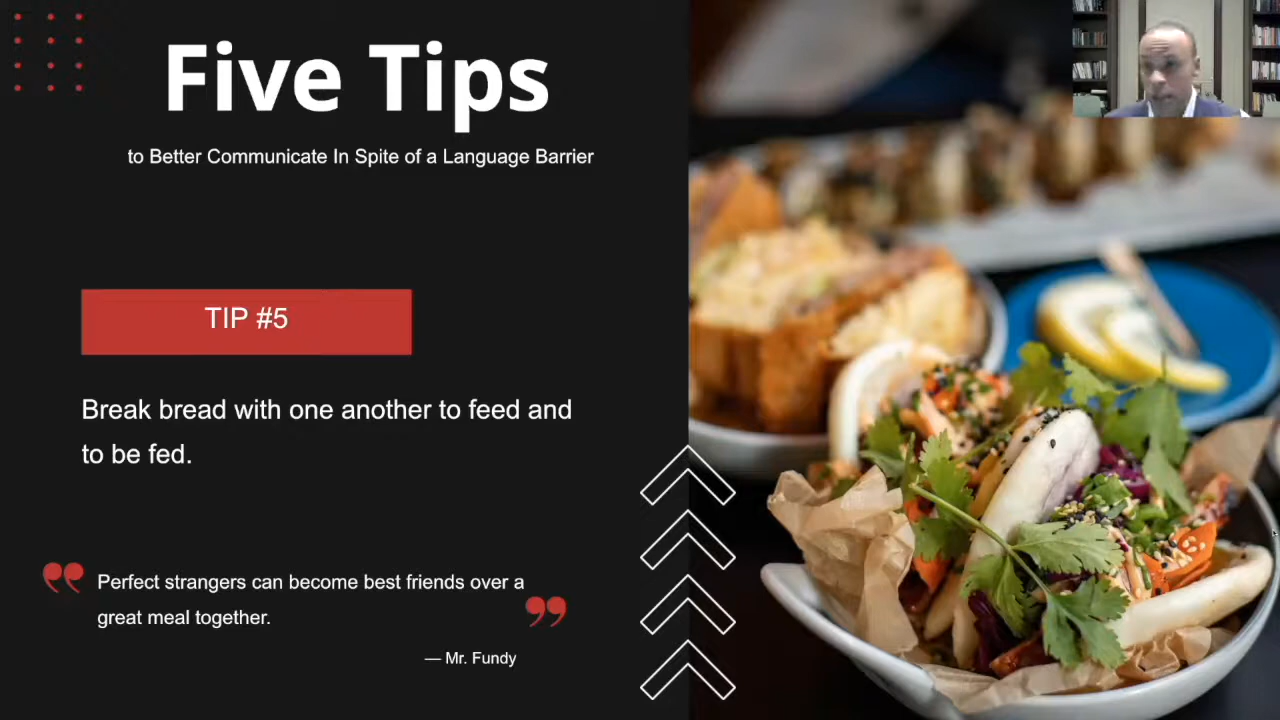 Five Tips
to Better Communicate In Spite of a Language Barrier
TIP #5
Break bread with one another to feed and
to be fed.
“ Perfect strangers can become best friends over a
great meal together. ”
— Mr. Fundy